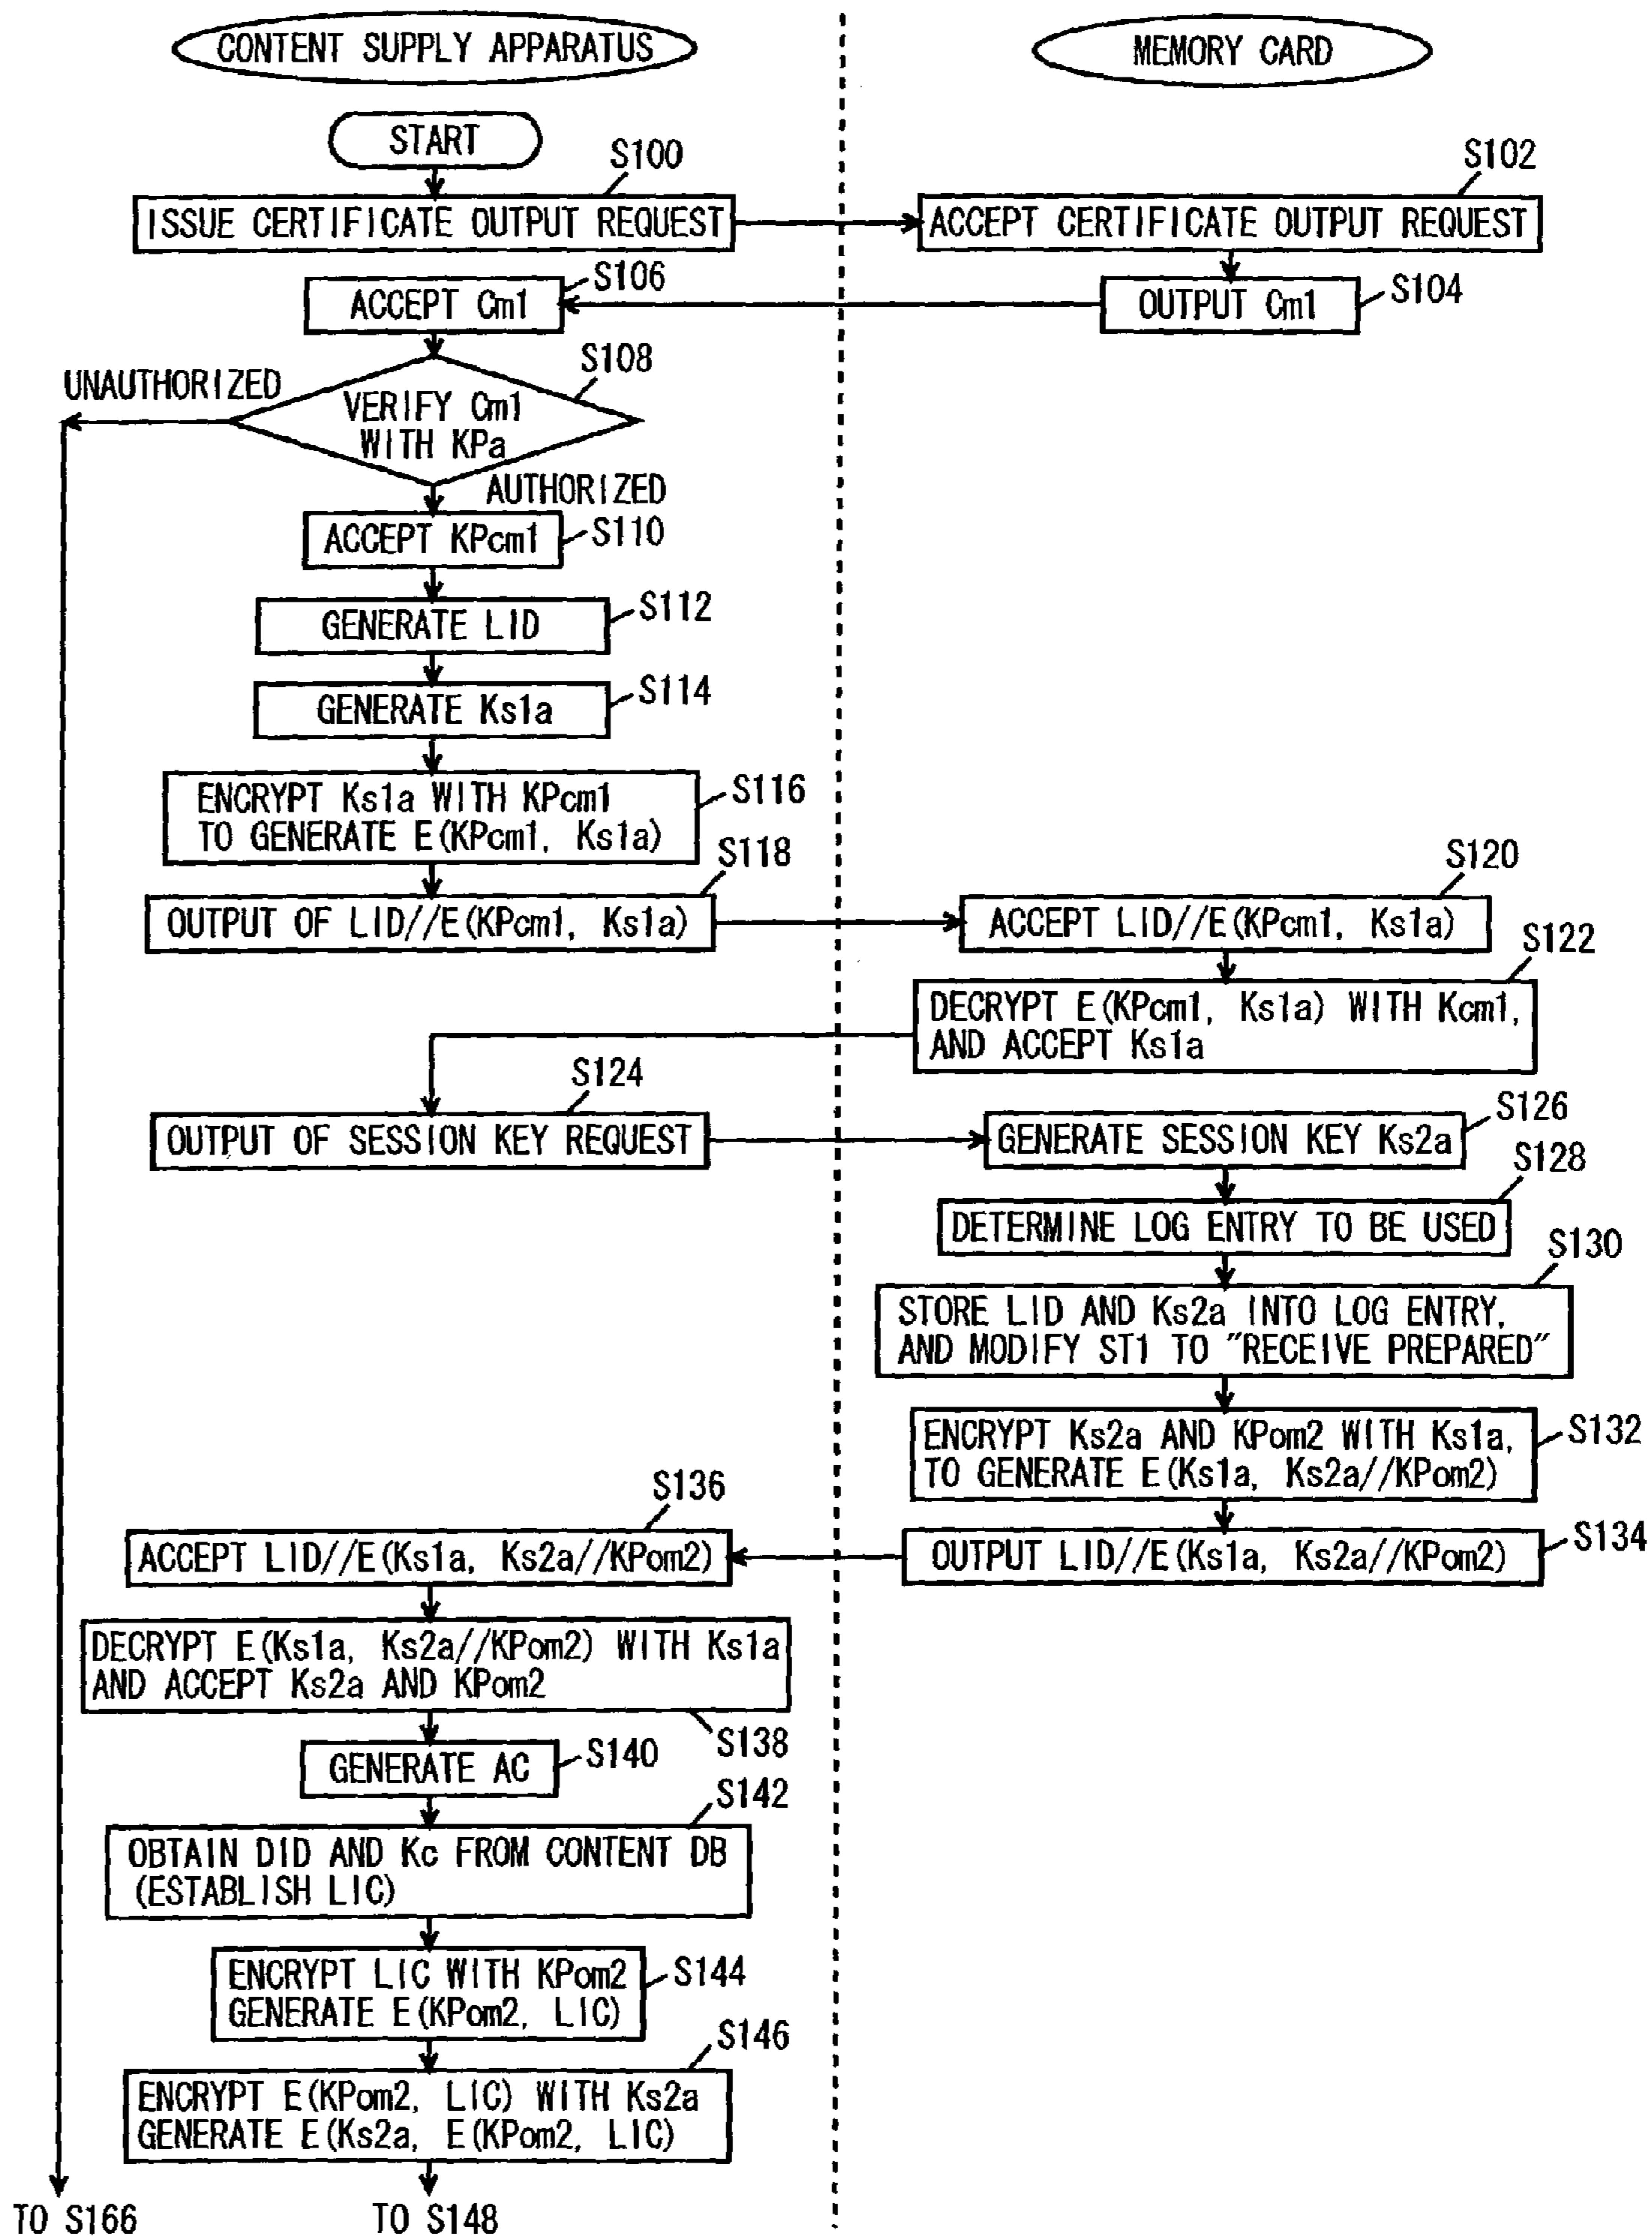 CONTENT SUPPLY APPARATUS
MEMORY CARD
START
S100
ISSUE CERTIFICATE OUTPUT REQUEST
S102
ACCEPT CERTIFICATE OUTPUT REQUEST
S106
ACCEPT Cm1
OUTPUT Cm1
S104
S108
UNAUTHORIZED
VERIFY Cm1
WITH KPa
AUTHORIZED
ACCEPT KPcm1
S110
GENERATE LID
S112
GENERATE Ks1a
S114
ENCRYPT Ks1a WITH KPcm1
TO GENERATE E(KPcm1, Ks1a)
S116
S118
OUTPUT OF LID//E(KPcm1, Ks1a)
S120
ACCEPT LID//E(KPcm1, Ks1a)
S122
DECRYPT E(KPcm1, Ks1a) WITH Kcm1,
AND ACCEPT Ks1a
S124
OUTPUT OF SESSION KEY REQUEST
S126
GENERATE SESSION KEY Ks2a
S128
DETERMINE LOG ENTRY TO BE USED
S130
STORE LID AND Ks2a INTO LOG ENTRY,
AND MODIFY ST1 TO "RECEIVE PREPARED"
ENCRYPT Ks2a AND KPom2 WITH Ks1a,
TO GENERATE E(Ks1a, Ks2a//KPom2)
S132
S136
ACCEPT LID//E(Ks1a, Ks2a//KPom2)
OUTPUT LID//E(Ks1a, Ks2a//KPom2)
S134
DECRYPT E(Ks1a, Ks2a//KPom2) WITH Ks1a
AND ACCEPT Ks2a AND KPom2
S138
GENERATE AC
S140
S142
OBTAIN DID AND Kc FROM CONTENT DB
(ESTABLISH LIC)
ENCRYPT LIC WITH KPom2
GENERATE E(KPom2, LIC)
S144
S146
ENCRYPT E(KPom2, LIC) WITH Ks2a
GENERATE E(Ks2a, E(KPom2, LIC)
TO S166
TO S148